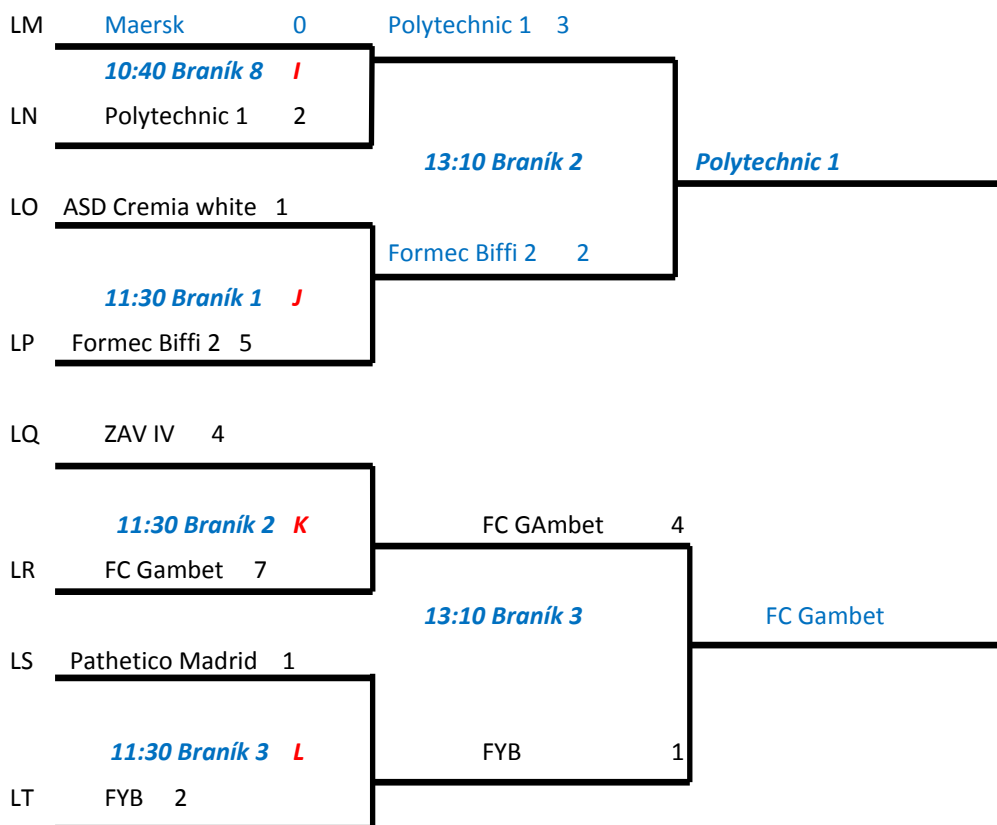 LM Maersk 0 Polytechnic 1 3
10:40 Braník 8 I
LN Polytechnic 1 2
13:10 Braník 2 Polytechnic 1
LO ASD Cremia white 1
Formec Biffi 2 2
11:30 Braník 1 J
LP Formec Biffi 2 5
LQ ZAV IV 4
11:30 Braník 2 K FC GAmbet 4
LR FC Gambet 7
13:10 Braník 3 FC Gambet
LS Pathetico Madrid 1
11:30 Braník 3 L FYB 1
LT FYB 2